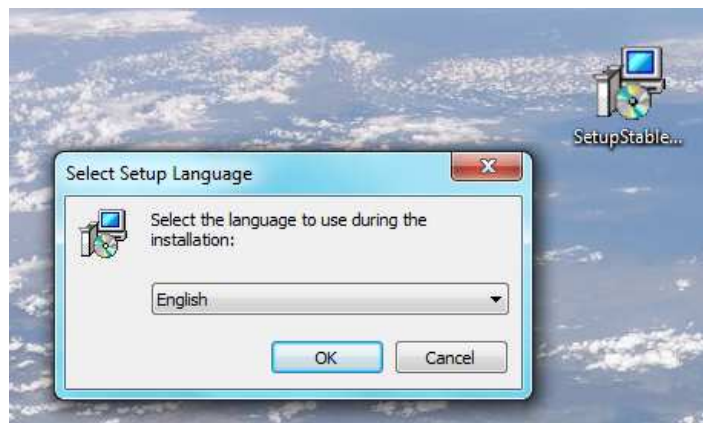 SetupStable...
Select Setup Language
Select the language to use during the
installation:
English
OK
Cancel